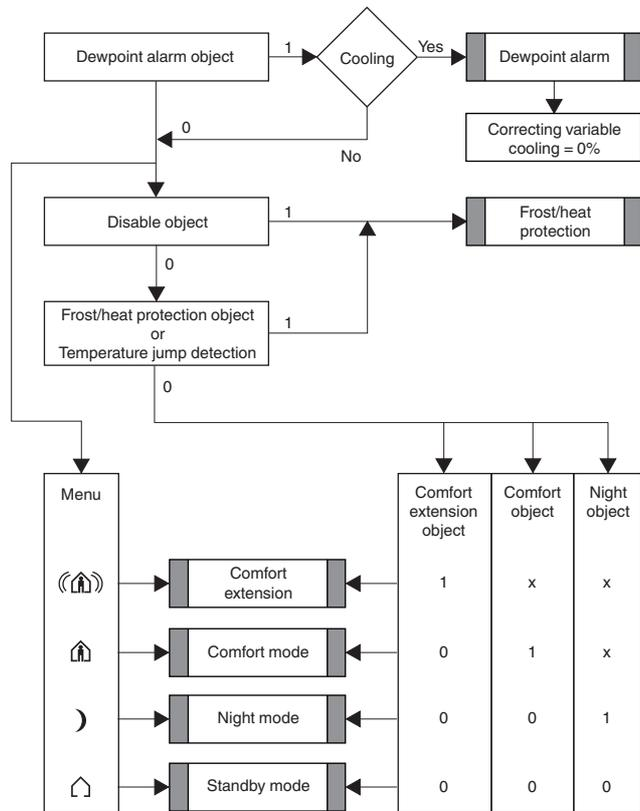 Dewpoint alarm object
1
Cooling
Yes
Dewpoint alarm
0
No
Correcting variable
cooling = 0%
Disable object
1
Frost/heat
protection
0
Frost/heat protection object
or
Temperature jump detection
1
0
Menu
Comfort
extension
object
Comfort
object
Night
object
Comfort
extension
1 x x
Comfort mode
0 1 x
Night mode
0 0 1
Standby mode
0 0 0